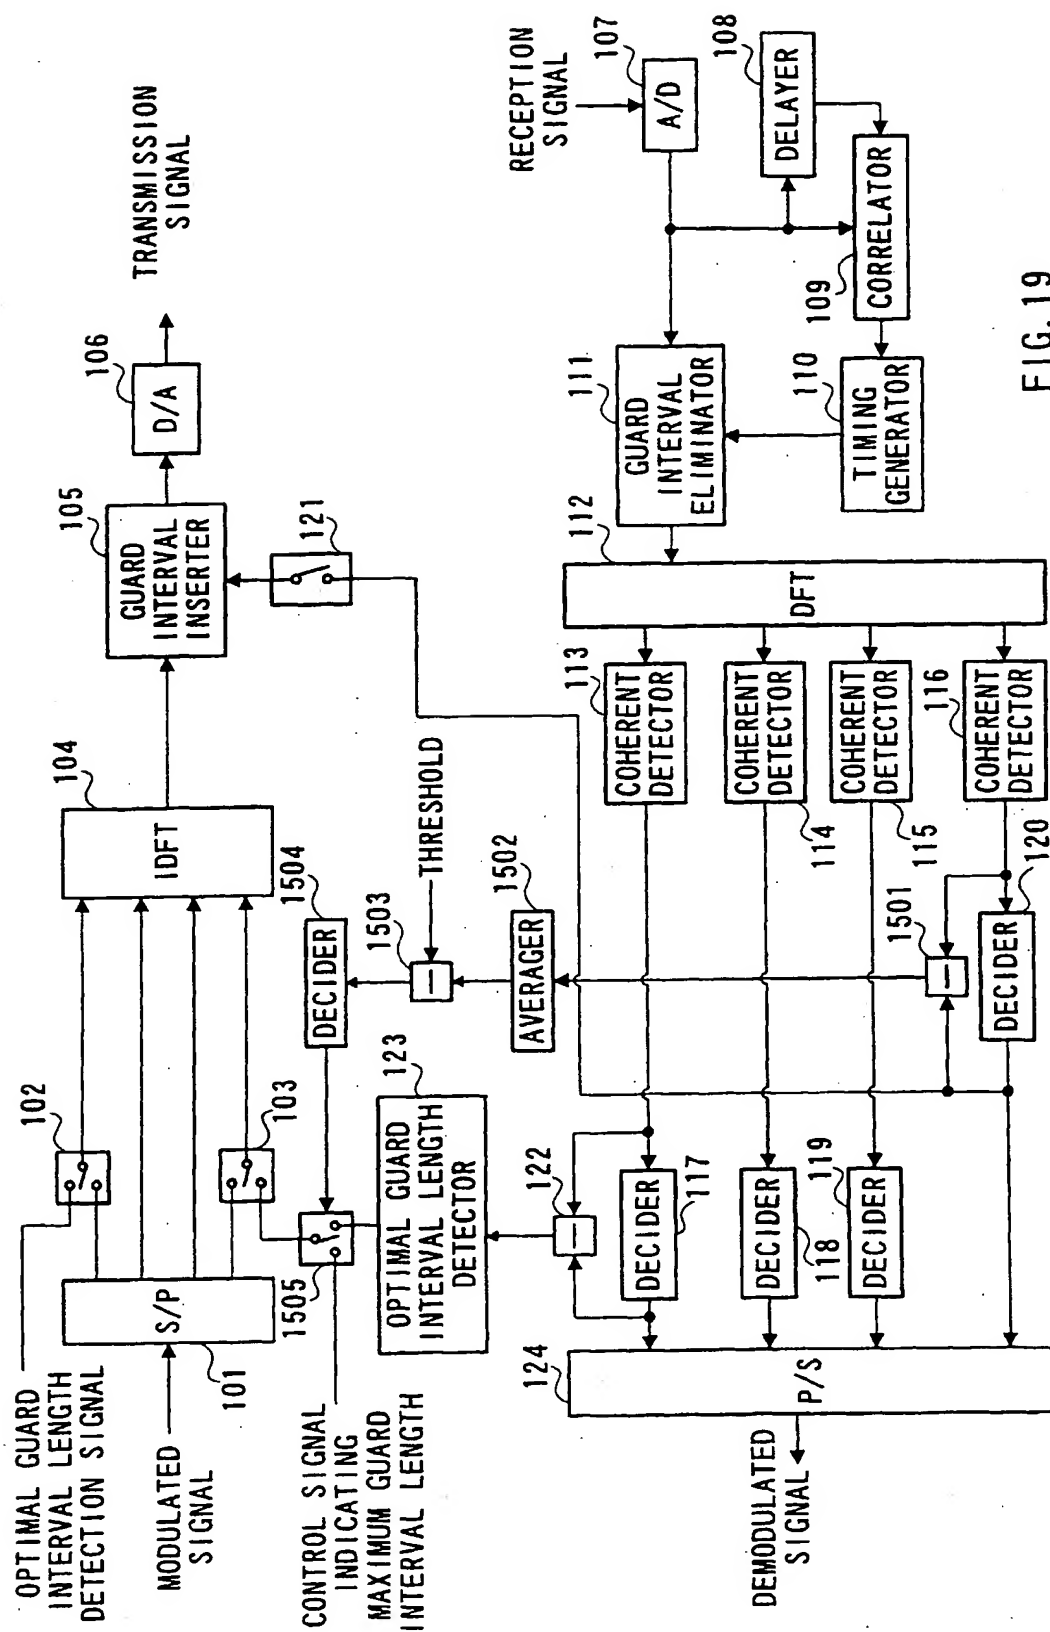 OPTIMAL GUARD
INTERVAL LENGTH
DETECTION SIGNAL
MODULATED
SIGNAL
101
S/P
102
103
104
IDFT
105
GUARD
INTERVAL
INSERTER
106
D/A
TRANSMISSION
SIGNAL
121
CONTROL SIGNAL
INDICATING
MAXIMUM GUARD
INTERVAL LENGTH
1505
1504
DECIDER
1503
THRESHOLD
1502
AVERAGER
123
OPTIMAL GUARD
INTERVAL LENGTH
DETECTOR
122
1501
RECEPTION
SIGNAL
107
A/D
108
DELAYER
109
CORRELATOR
110
TIMING
GENERATOR
111
GUARD
INTERVAL
ELIMINATOR
112
DFT
113
COHERENT
DETECTOR
114
COHERENT
DETECTOR
115
COHERENT
DETECTOR
116
COHERENT
DETECTOR
117
DECIDER
118
DECIDER
119
DECIDER
120
DECIDER
124
P/S
DEMODULATED
SIGNAL
FIG. 19